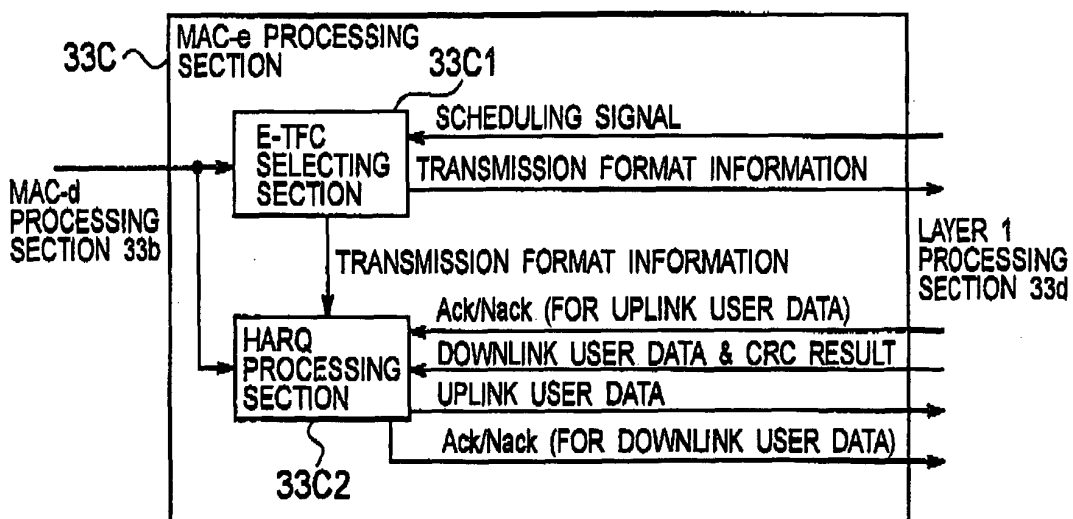 MAC-e PROCESSING
SECTION
33C
33C1
E-TFC
SELECTING
SECTION
SCHEDULING SIGNAL
TRANSMISSION FORMAT INFORMATION
MAC-d
PROCESSING
SECTION 33b
TRANSMISSION FORMAT INFORMATION
LAYER 1
PROCESSING
SECTION 33d
HARQ
PROCESSING
SECTION
Ack/Nack (FOR UPLINK USER DATA)
DOWNLINK USER DATA & CRC RESULT
UPLINK USER DATA
Ack/Nack (FOR DOWNLINK USER DATA)
33C2